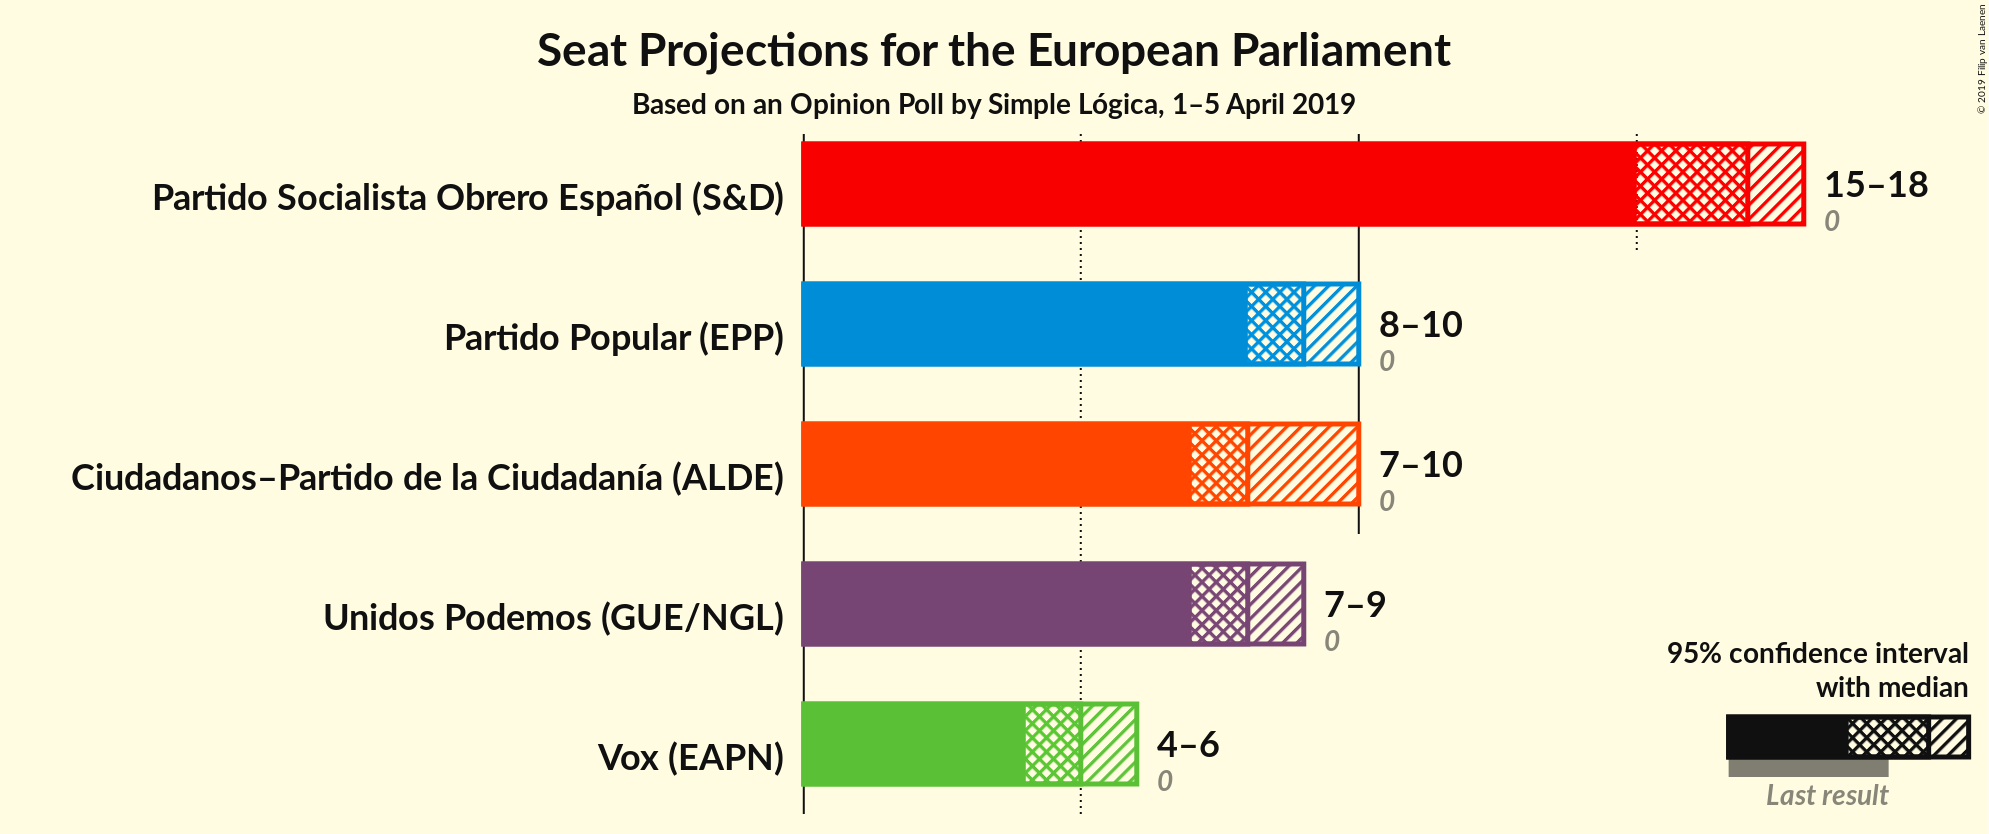 Seat Projections for the European Parliament
Based on an Opinion Poll by Simple Lógica, 1–5 April 2019
© 2019 Filip van Laenen
Partido Socialista Obrero Español (S&D)
15–18
0
Partido Popular (EPP)
8–10
0
Ciudadanos–Partido de la Ciudadanía (ALDE)
7–10
0
Unidos Podemos (GUE/NGL)
7–9
0
Vox (EAPN)
4–6
0
95% confidence interval
with median
Last result